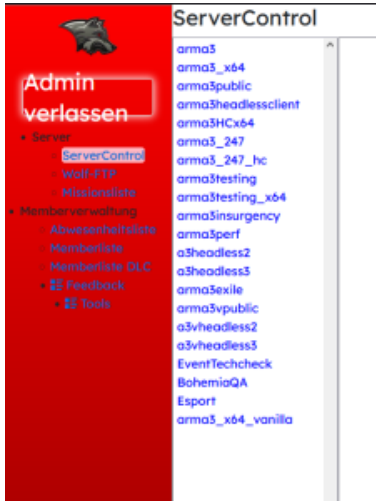 ServerControl
Admin
verlassen
Server
ServerControl
Wolf-FTP
Missionsliste
Memberverwaltung
Abwesenheitsliste
Memberliste
Memberliste DLC
Feedback
Tools
arma3
arma3_x64
arma3public
arma3headlessclient
arma3HCx64
arma3_247
arma3_247_hc
arma3testing
arma3testing_x64
arma3insurgency
arma3perf
a3headless2
a3headless3
arma3exile
arma3vpublic
a3vheadless2
a3vheadless3
EventTechcheck
BohemiaQA
Esport
arma3_x64_vanilla